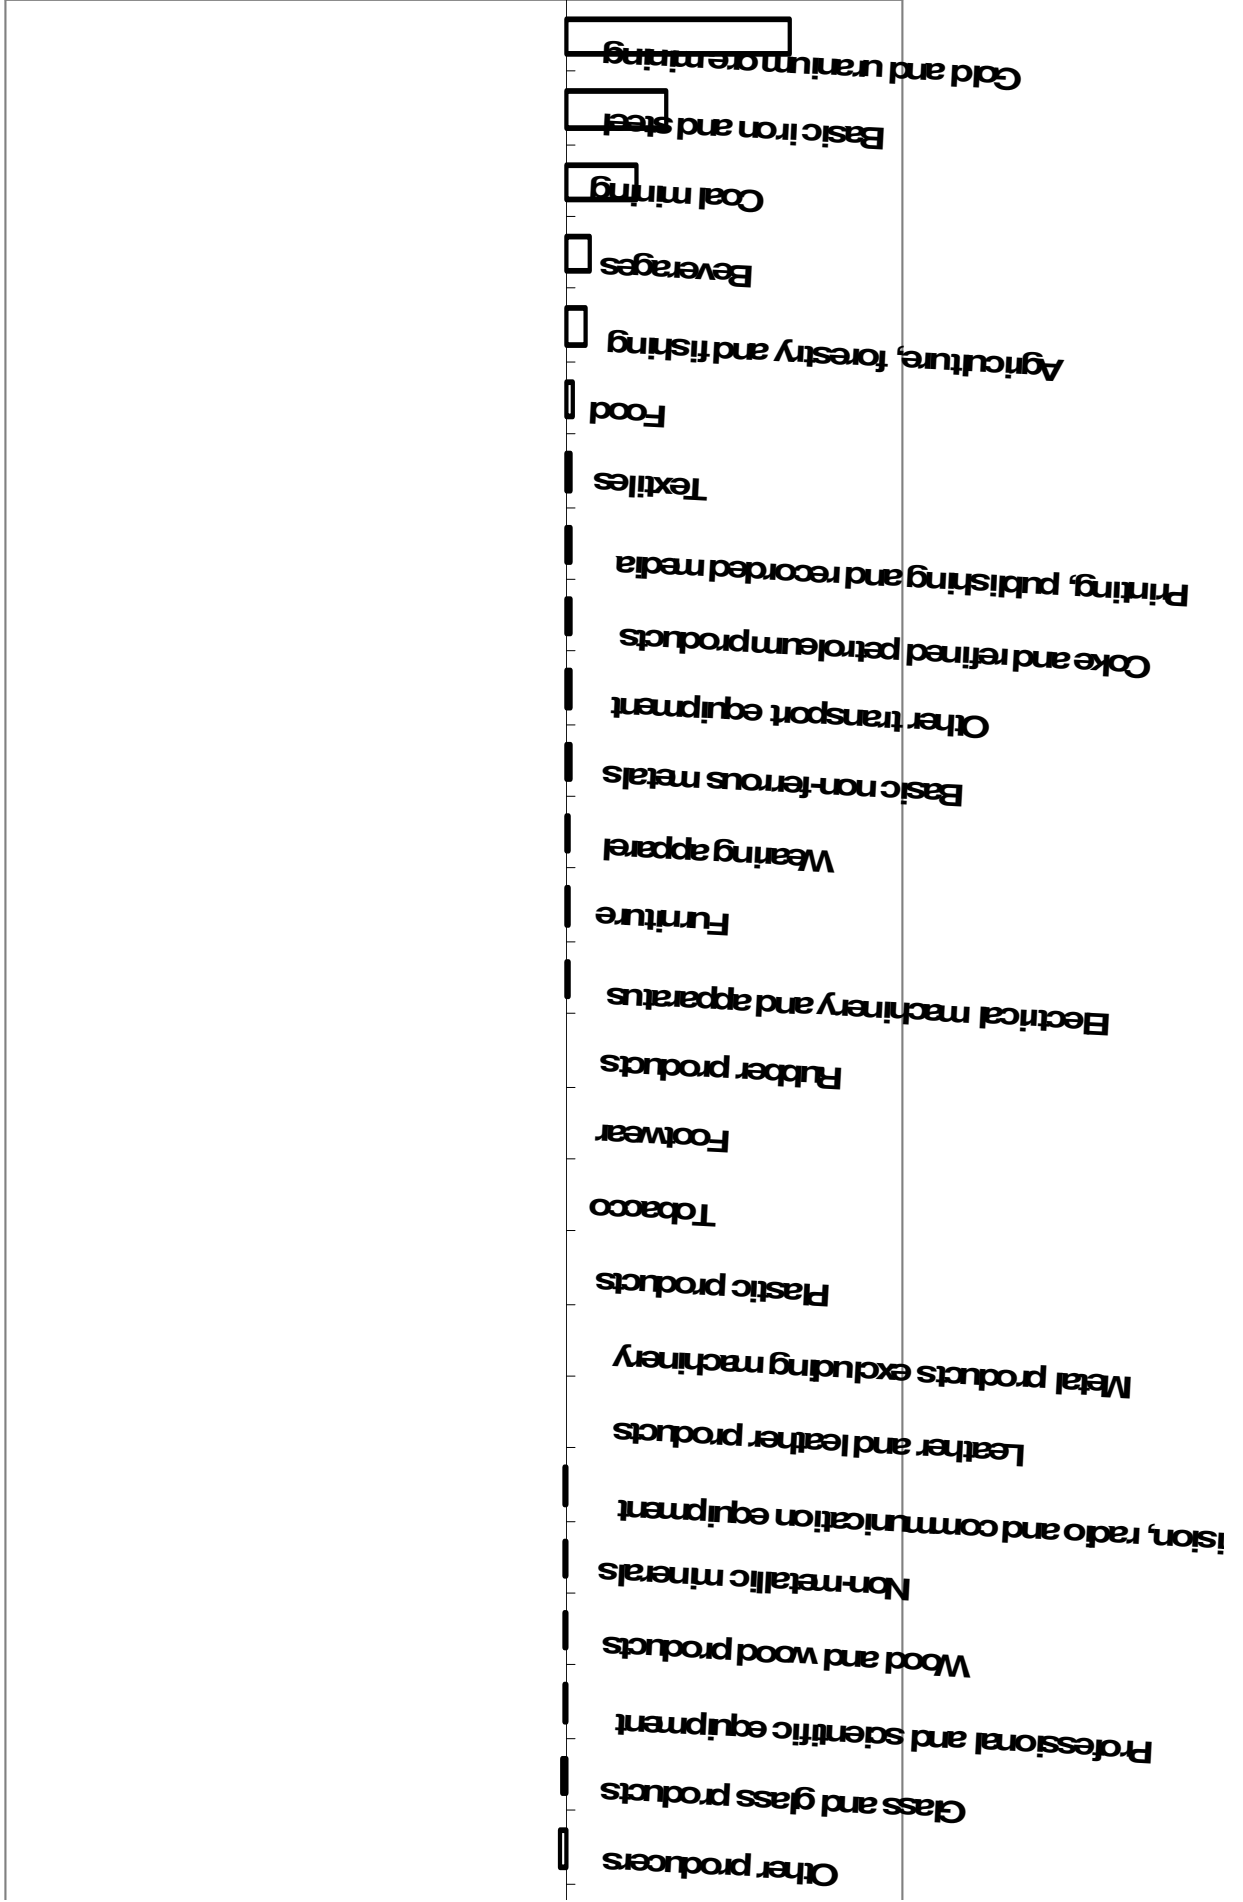 Gold and uranium ore mining
Basic iron and steel
Coal mining
Beverages
Agriculture, forestry and fishing
Food
Textiles
Printing, publishing and recorded media
Coke and refined petroleum products
Other transport equipment
Basic non-ferrous metals
Wearing apparel
Furniture
Electrical machinery and apparatus
Rubber products
Footwear
Tobacco
Plastic products
Metal products excluding machinery
Leather and leather products
ision, radio and communication equipment
Non-metallic minerals
Wood and wood products
Professional and scientific equipment
Glass and glass products
Other producers